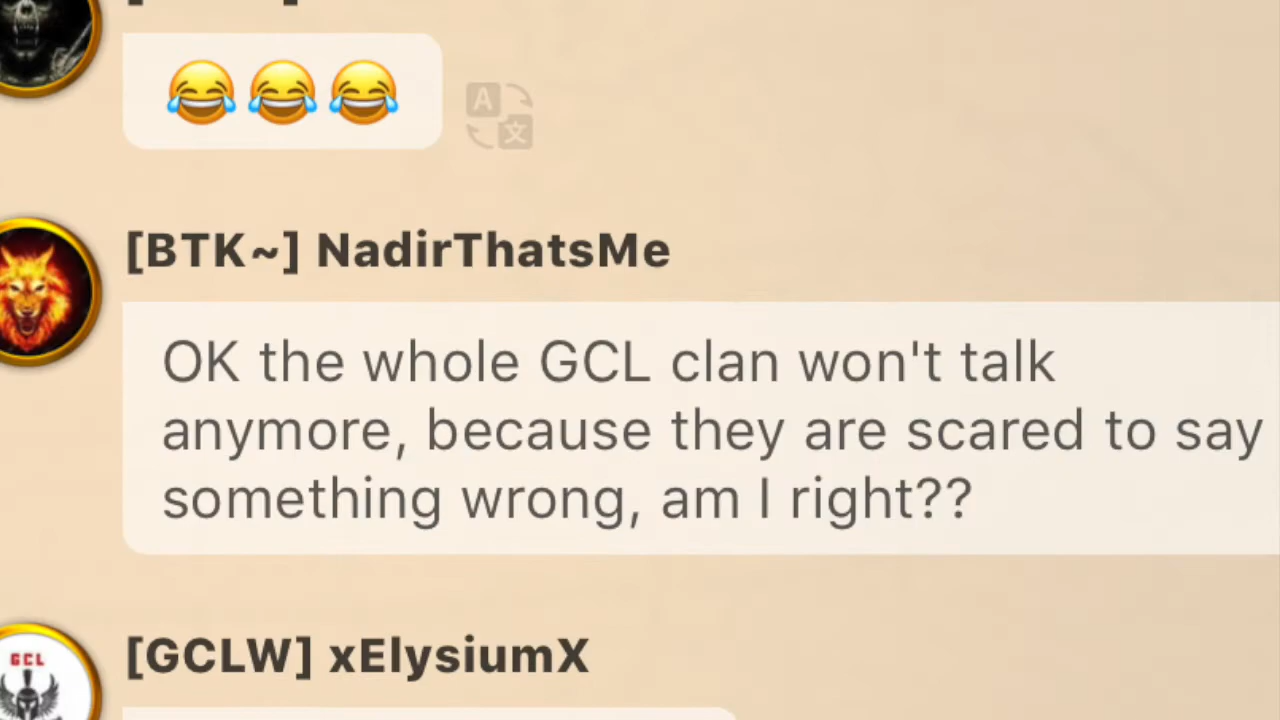 😂😂😂
[BTK~] NadirThatsMe
OK the whole GCL clan won't talk
anymore, because they are scared to say
something wrong, am I right??
GCL
[GCLW] xElysiumX